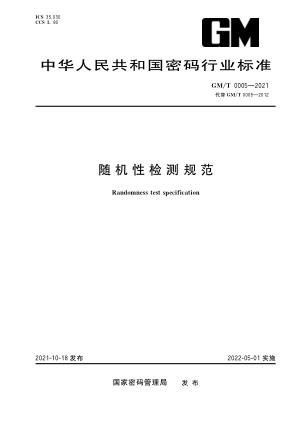 ICS 35.030
CCS L 80
GM
中华人民共和国密码行业标准
GM/T 0005—2021
代替 GM/T 0005—2012
随机性检测规范
Randomness test specification
2021-10-18 发布
2022-05-01 实施
国家密码管理局 发布